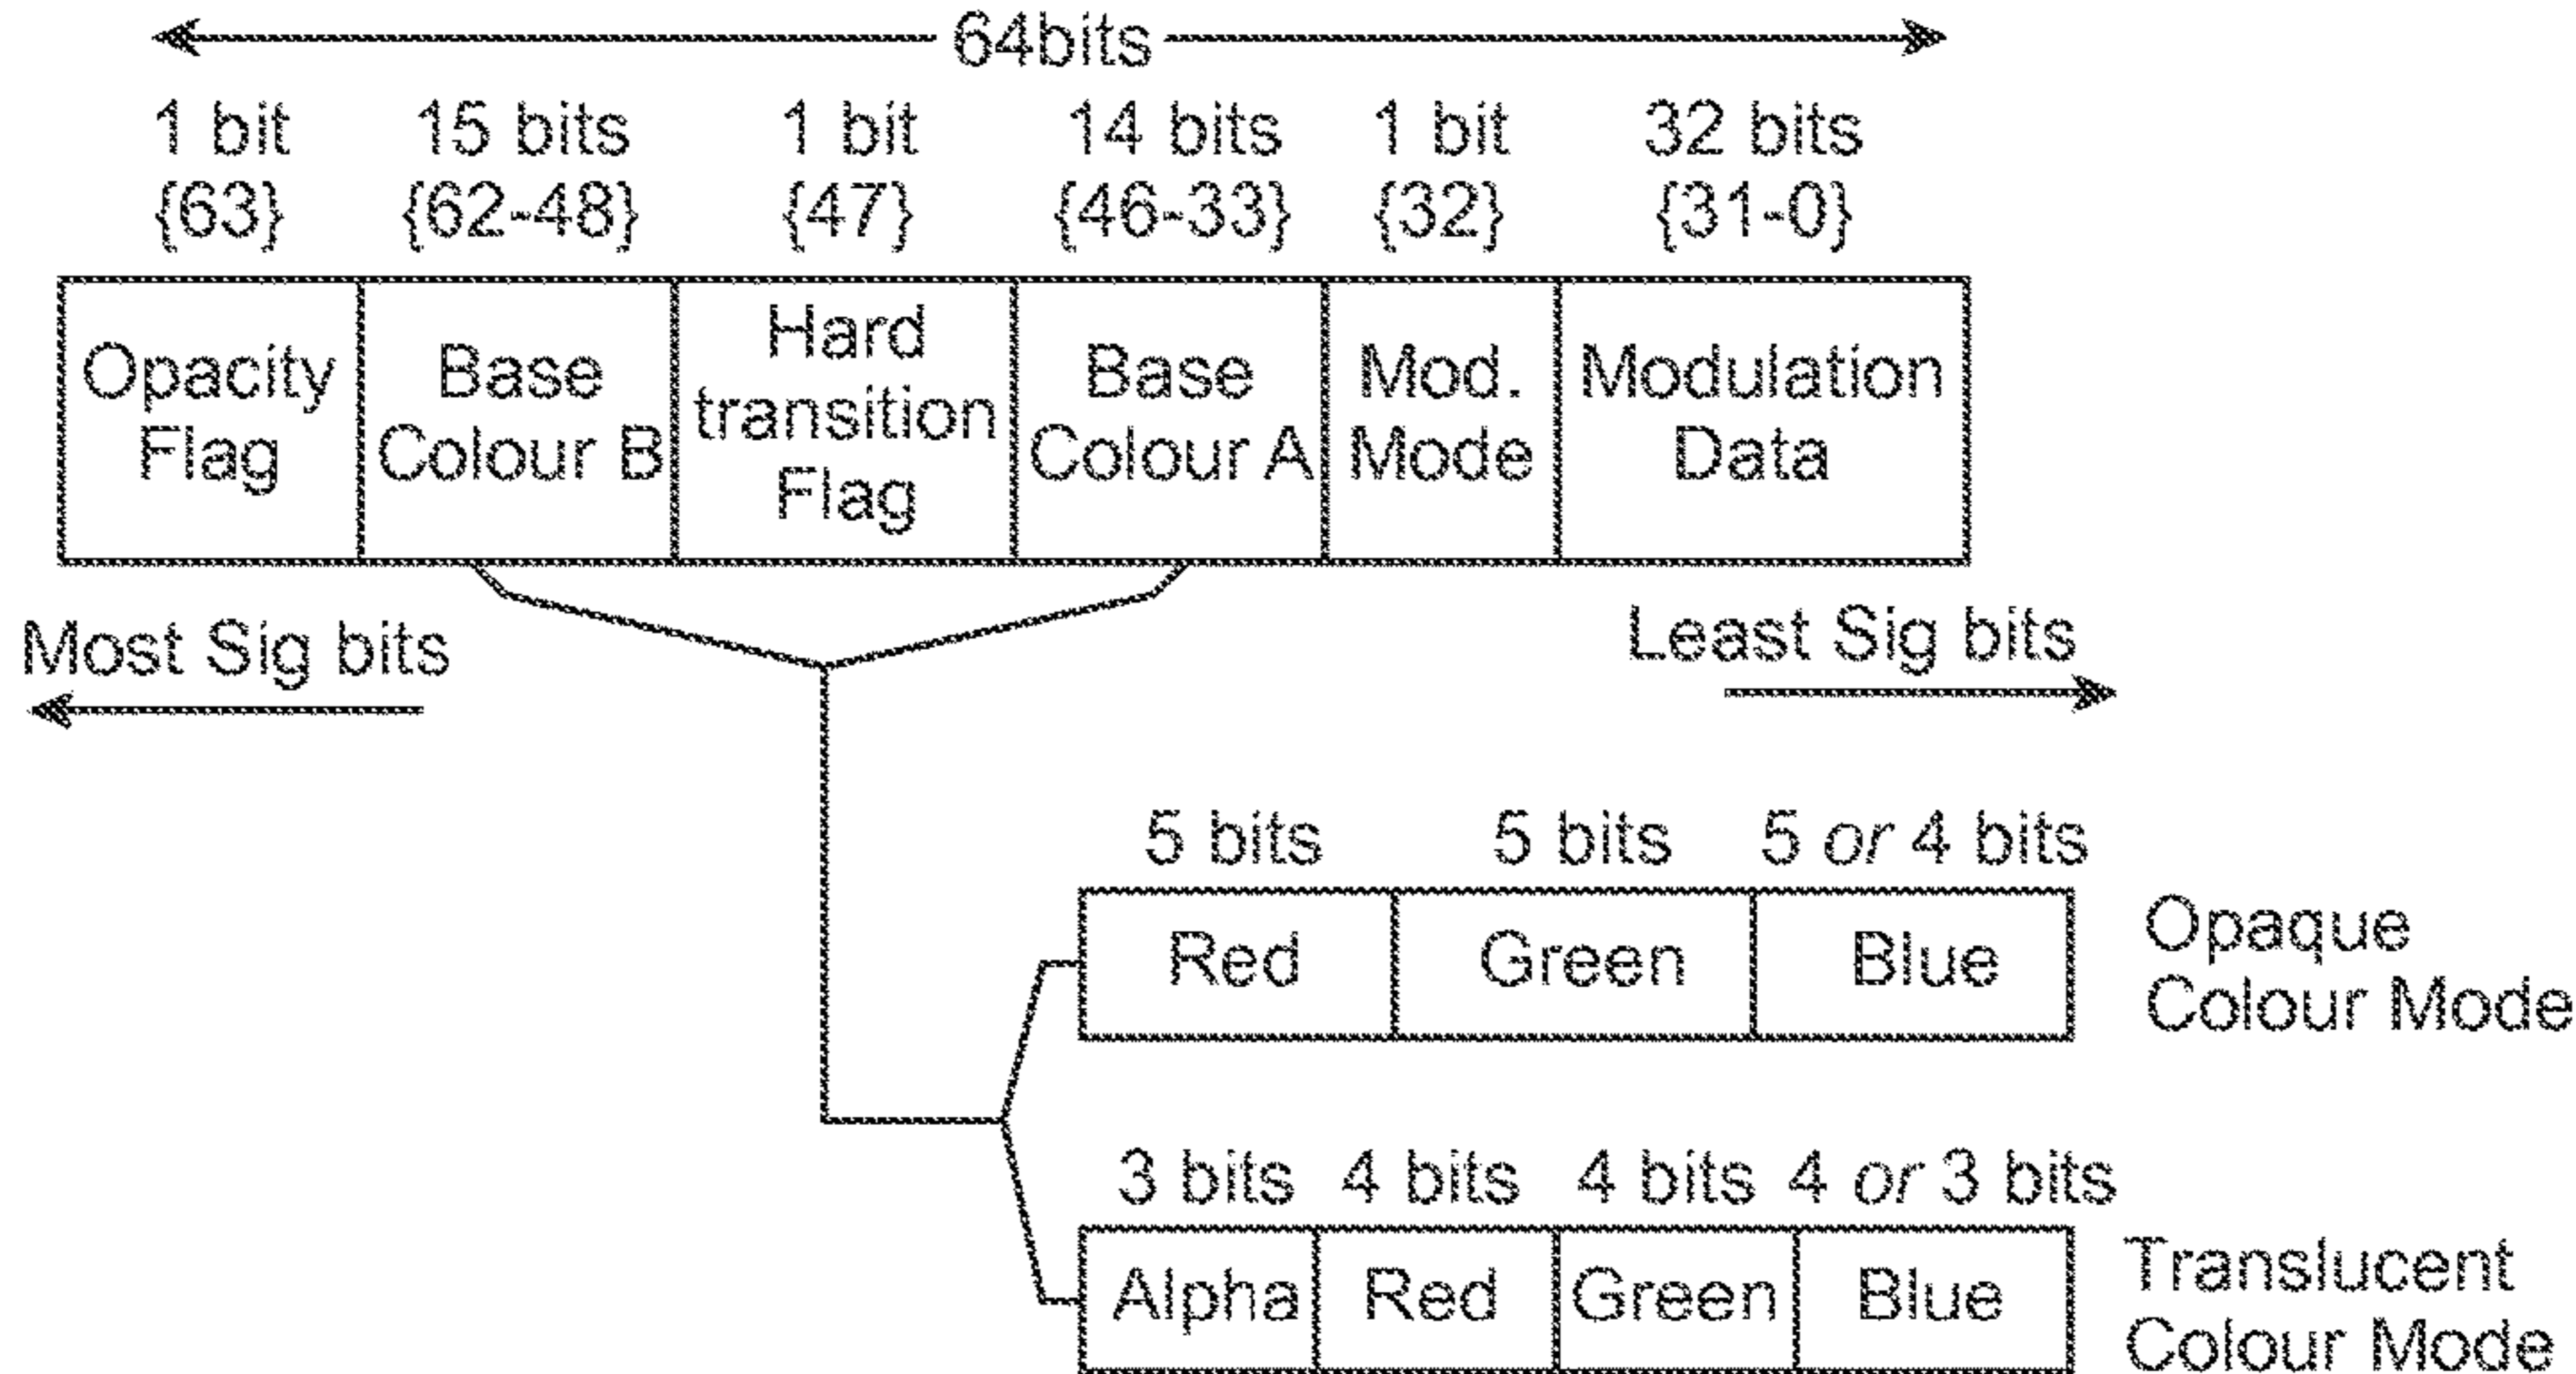 64bits
1 bit 15 bits 1 bit 14 bits 1 bit 32 bits
{63} {62-48} {47} {46-33} {32} {31-0}
Opacity Flag
Base Colour B
Hard transition Flag
Base Colour A
Mod. Mode
Modulation Data
Most Sig bits
Least Sig bits
5 bits 5 bits 5 or 4 bits
Red Green Blue
Opaque
Colour Mode
3 bits 4 bits 4 bits 4 or 3 bits
Alpha Red Green Blue
Translucent
Colour Mode